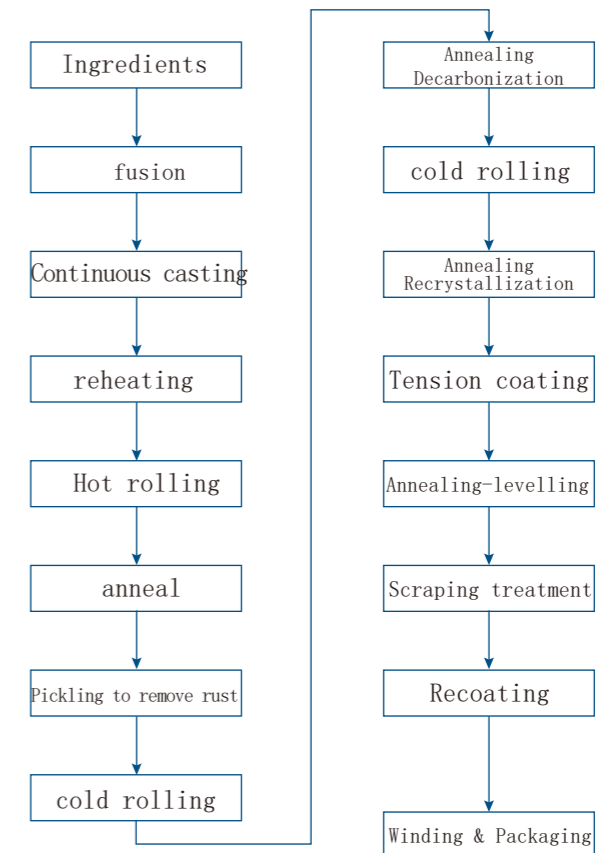 Ingredients
fusion
Continuous casting
reheating
Hot rolling
anneal
Pickling to remove rust
cold rolling
Annealing
Decarbonization
cold rolling
Annealing
Recrystallization
Tension coating
Annealing-levelling
Scraping treatment
Recoating
Winding & Packaging